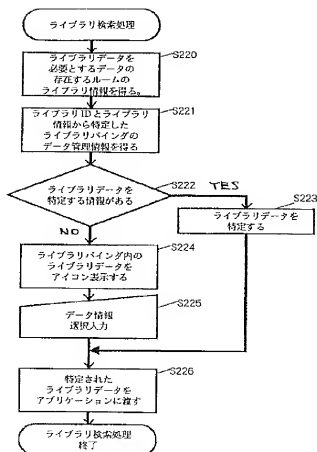 ライブラリ検索処理
S220
ライブラリデータを
必要とするデータの
存在するルームの
ライブラリ情報を得る。
S221
ライブラリIDとライブラリ
情報から特定した
ライブラリバインダの
データ管理情報を得る
S222
YES
ライブラリデータを
特定する情報がある
S223
ライブラリデータを
特定する
NO
S224
ライブラリバインダ内の
ライブラリデータを
アイコン表示する
S225
データ情報
選択入力
S226
特定された
ライブラリデータを
アプリケーションに渡す
ライブラリ検索処理
終了